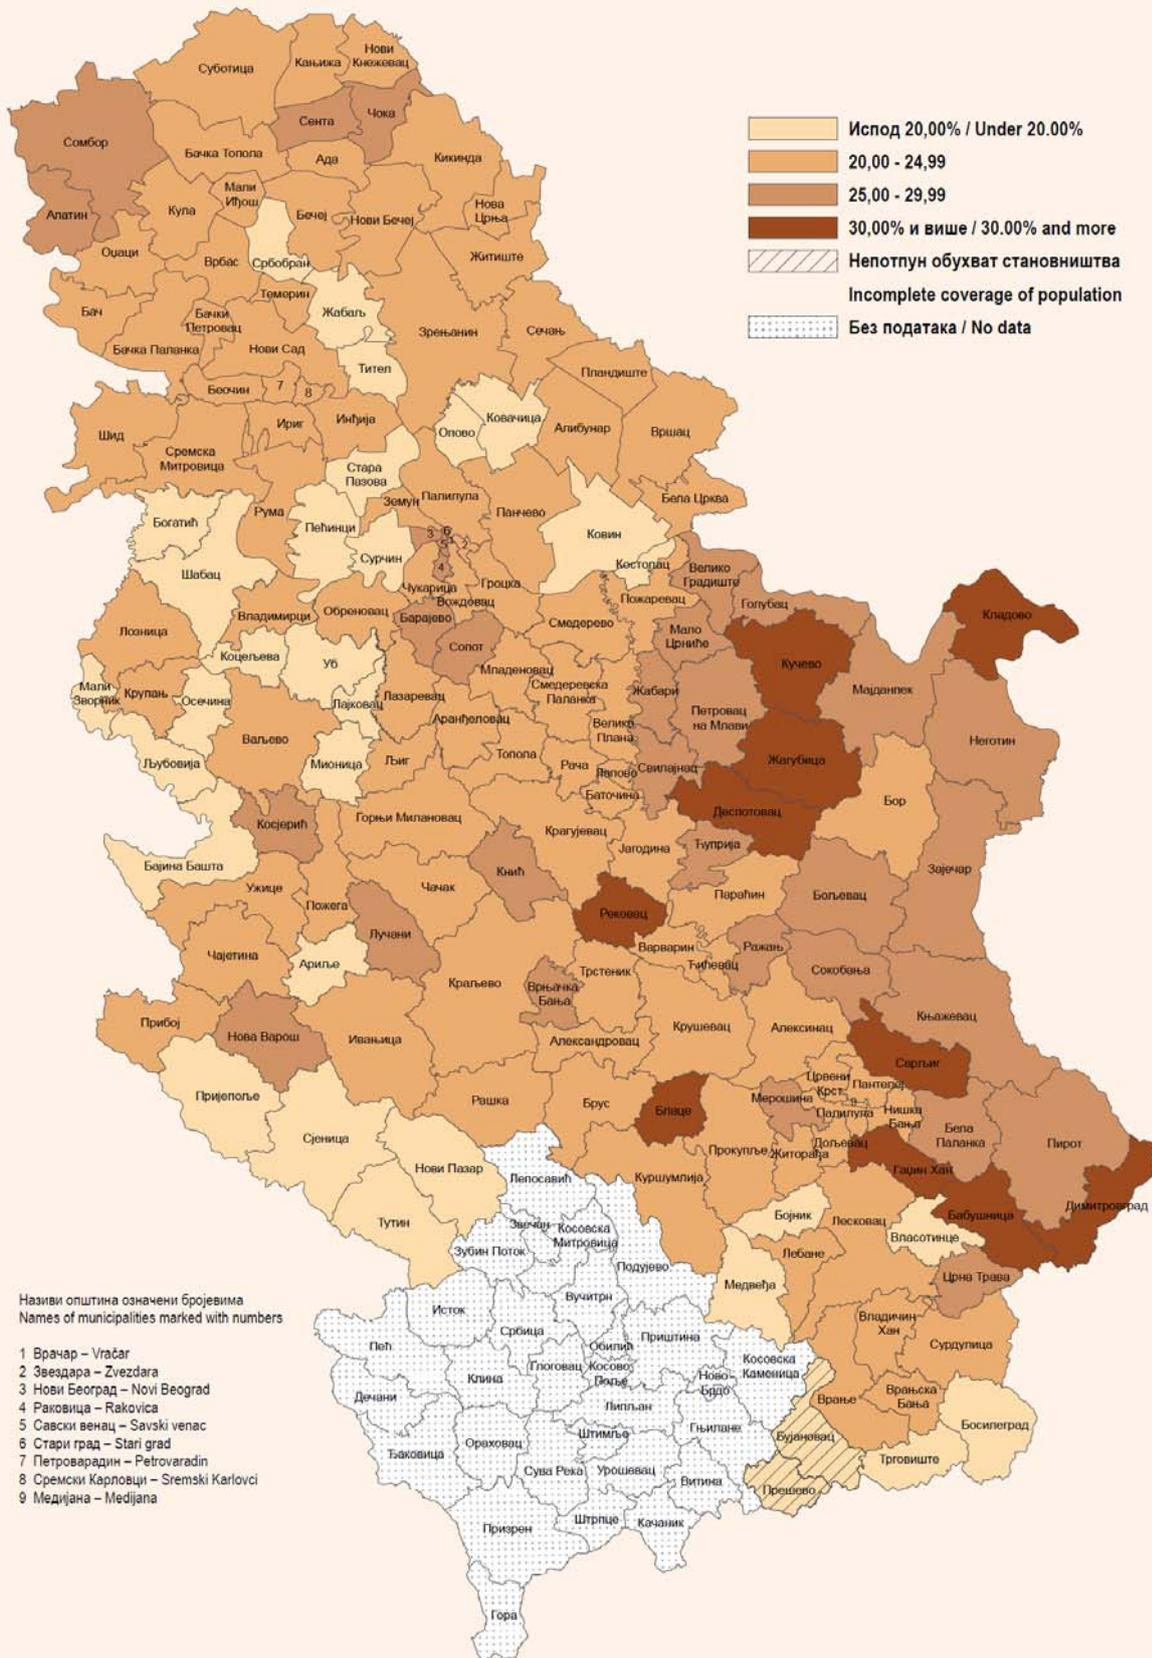 Суботица
Кањижа
Нови
Кнежевац
Сомбор
Сента
Чока
Бачка Топола
Ада
Кикинда
Апатин
Кула
Мали
Иђош
Бечеј
Нови Бечеј
Нова
Црња
Оџаци
Врбас
Србобран
Житиште
Бач
Темерин
Бачки
Петровац
Жабаљ
Зрењанин
Сечањ
Бачка Паланка
Нови Сад
Тител
Пландиште
Беочин
7
8
Шид
Сремска
Митровица
Ириг
Инђија
Опово
Ковачица
Алибунар
Вршац
Стара
Пазова
Рума
Земун
Палилула
Панчево
Бела Црква
Богатић
Пећинци
Сурчин
3
6
1
5
2
4
Ковин
Костолац
Шабац
Велико
Градиште
Чукарица
Гроцка
Вождовац
Пожаревац
Голубац
Кладово
Лозница
Владимирци
Обреновац
Барајево
Смедерево
Коцељева
Уб
Сопот
Мало
Црниће
Кучево
Мали
Зворник
Крупањ
Осечина
Лајковац
Лазаревац
Младеновац
Смедеревска
Паланка
Жабари
Петровац
на Млави
Мајданпек
Неготин
Љубовија
Ваљево
Мионица
Љиг
Аранђеловац
Топола
Рача
Велика
Плана
Лапово
Свилајнац
Жагубица
Косјерић
Горњи Милановац
Баточина
Крагујевац
Деспотовац
Бор
Бајина Башта
Јагодина
Ћуприја
Зајечар
Ужице
Пожега
Чачак
Кнић
Рековац
Параћин
Бољевац
Чајетина
Ариље
Лучани
Краљево
Варварин
Ћићевац
Ражањ
Сокобања
Трстеник
Врњачка
Бања
Прибој
Нова Варош
Ивањица
Александровац
Крушевац
Алексинац
Књажевац
Сврљиг
Пријепоље
Рашка
Брус
Блаце
Црвени
Крст
Пантелеј
Мерошина
9
Палилула
Нишка
Бања
Бела
Паланка
Пирот
Сјеница
Нови Пазар
Прокупље
Житорађа
Дољевац
Гаџин Хан
Куршумлија
Лепосавић
Димитровград
Бабушница
Тутин
Бојник
Лесковац
Власотинце
Звечан
Косовска
Митровица
Зубин Поток
Подујево
Лебане
Медвеђа
Црна Трава
Исток
Вучитрн
Србица
Приштина
Владичин
Хан
Сурдулица
Пећ
Обилић
Глоговац
Косово
Поље
Клина
Косовска
Каменица
Ново
Брдо
Дечани
Липљан
Гњилане
Врање
Врањска
Бања
Босилеград
Ђаковица
Ораховац
Штимље
Бујановац
Трговиште
Сува Река
Урошевац
Витина
Прешево
Призрен
Штрпце
Качаник
Гора
Испод 20,00% / Under 20.00%
20,00 - 24,99
25,00 - 29,99
30,00% и више / 30.00% and more
Непотпун обухват становништва
Incomplete coverage of population
Без података / No data
Називи општина означени бројевима
Names of municipalities marked with numbers
1 Врачар – Vračar
2 Звездара – Zvezdara
3 Нови Београд – Novi Beograd
4 Раковица – Rakovica
5 Савски венац – Savski venac
6 Стари град – Stari grad
7 Петроварадин – Petrovaradin
8 Сремски Карловци – Sremski Karlovci
9 Медијана – Medijana